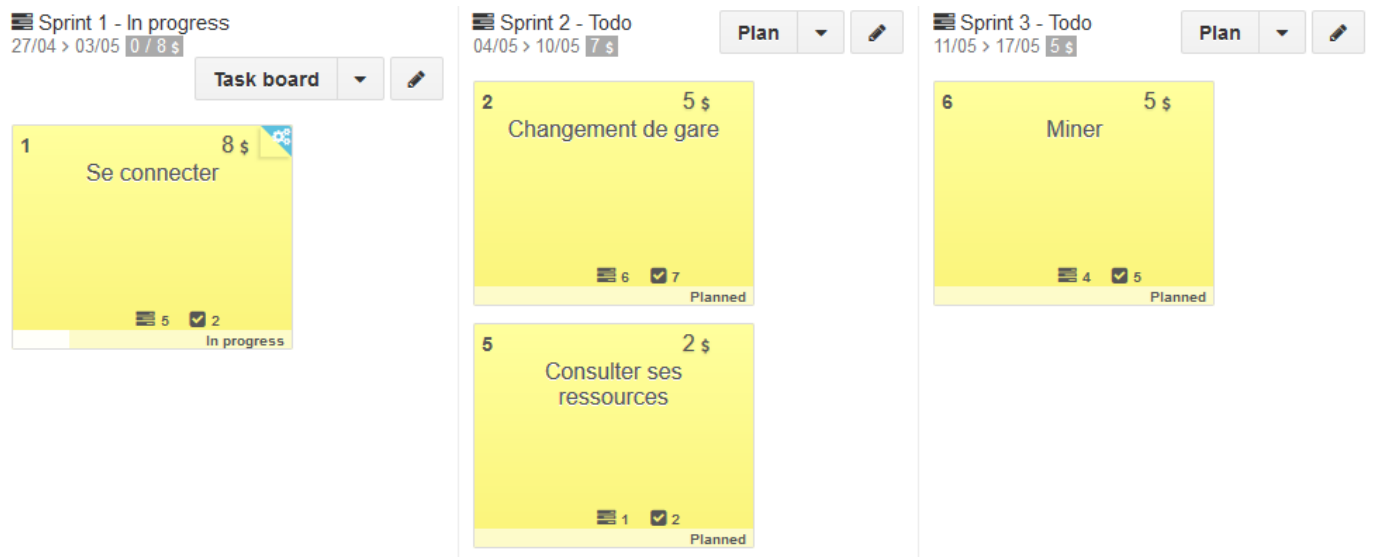 Sprint 1 - In progress
27/04 > 03/05 0 / 8 $
Task board
1 8 $
Se connecter
5 2
In progress
Sprint 2 - Todo
04/05 > 10/05 7 $
Plan
2 5 $
Changement de gare
6 7
Planned
5 2 $
Consulter ses
ressources
1 2
Planned
Sprint 3 - Todo
11/05 > 17/05 5 $
Plan
6 5 $
Miner
4 5
Planned